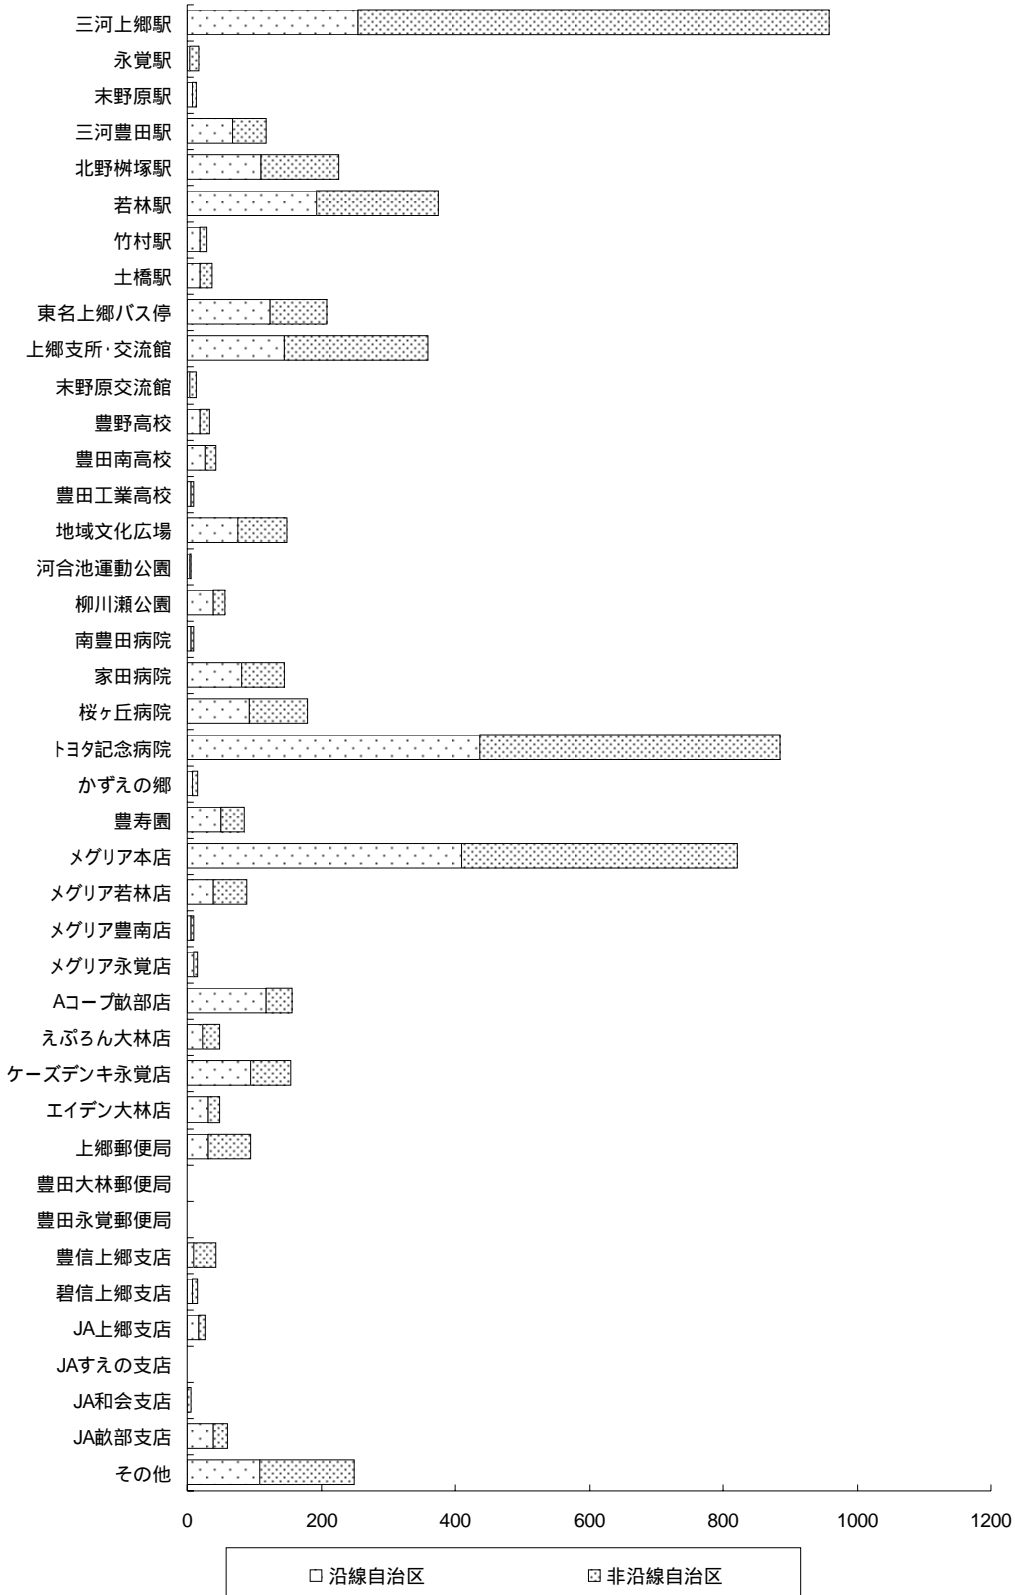 三河上郷駅
永覚駅
末野原駅
三河豊田駅
北野桝塚駅
若林駅
竹村駅
土橋駅
東名上郷バス停
上郷支所・交流館
末野原交流館
豊野高校
豊田南高校
豊田工業高校
地域文化広場
河合池運動公園
柳川瀬公園
南豊田病院
家田病院
桜ヶ丘病院
トヨタ記念病院
かずえの郷
豊寿園
メグリア本店
メグリア若林店
メグリア豊南店
メグリア永覚店
Aコープ畝部店
えぷろん大林店
ケーズデンキ永覚店
エイデン大林店
上郷郵便局
豊田大林郵便局
豊田永覚郵便局
豊信上郷支店
碧信上郷支店
JA上郷支店
JAすえの支店
JA和会支店
JA畝部支店
その他
0 200 400 600 800 1000 1200
沿線自治区 非沿線自治区